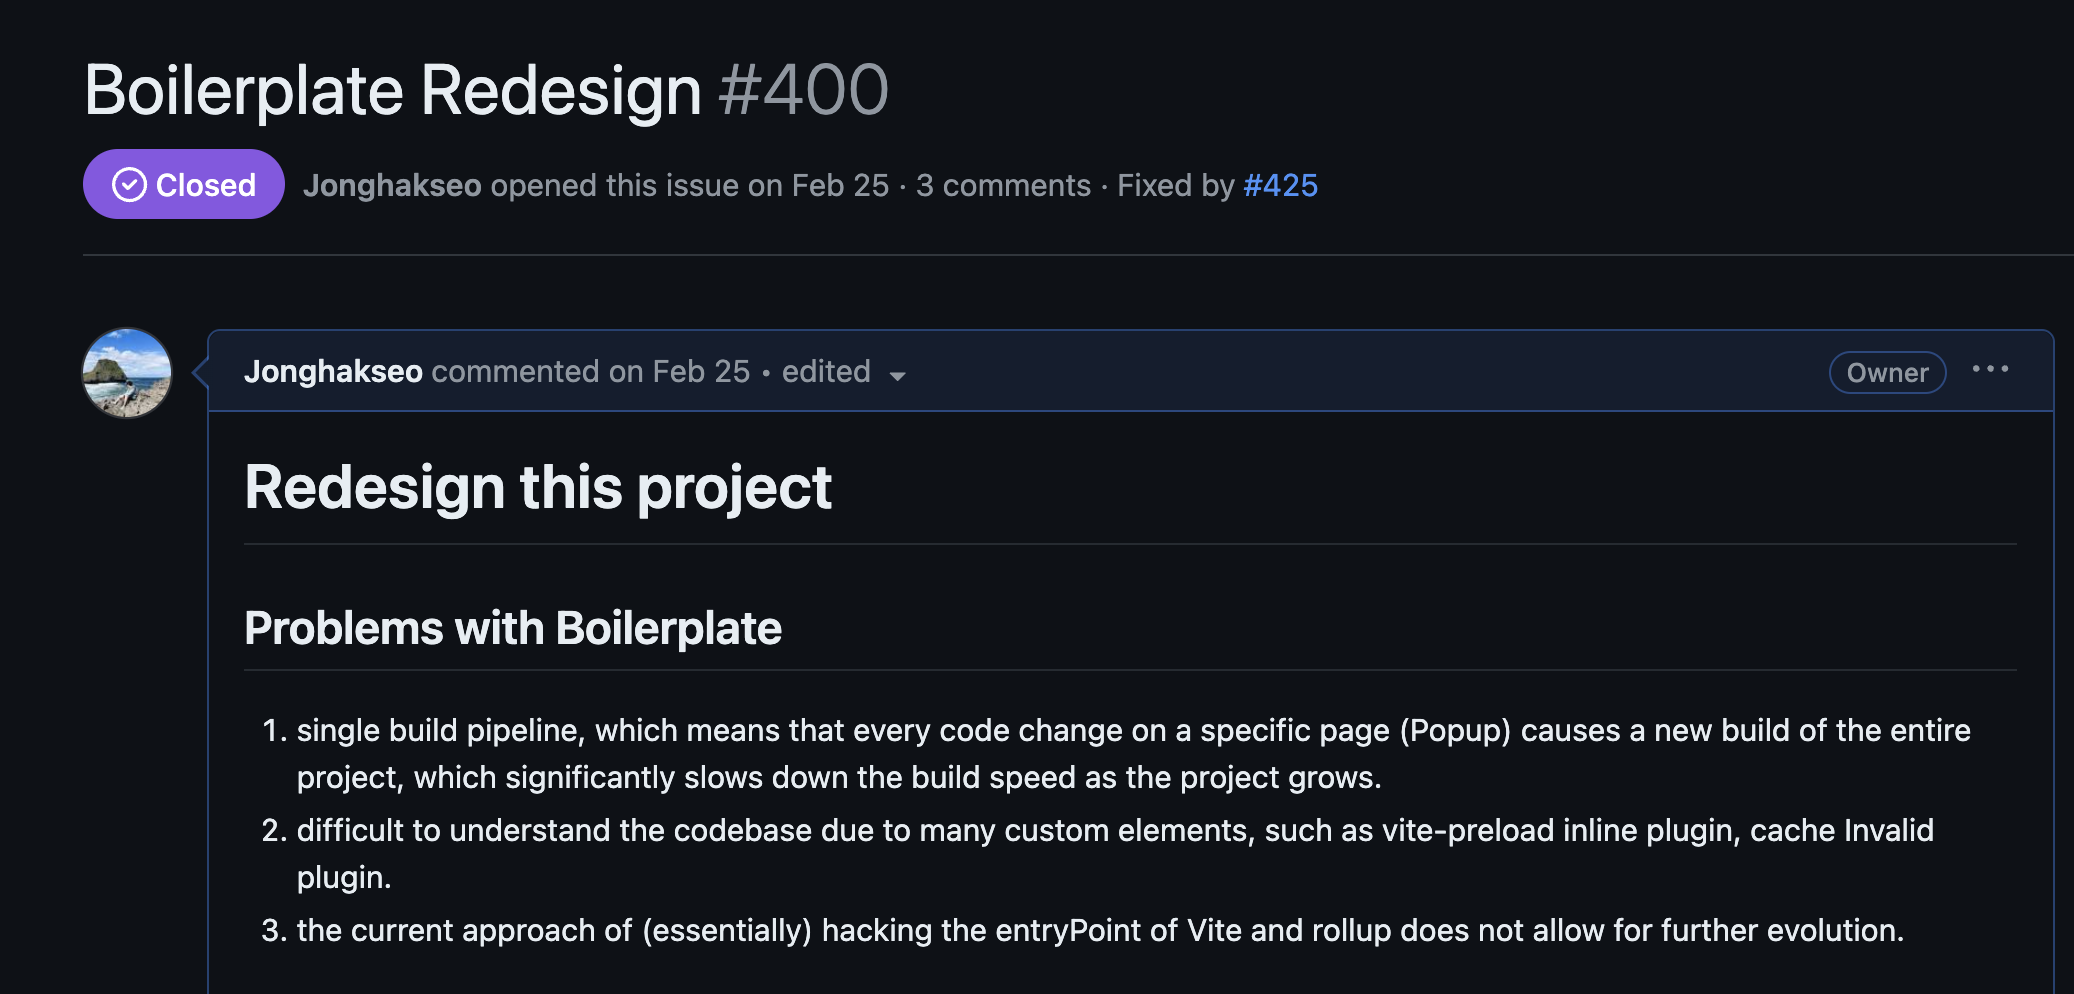 Boilerplate Redesign #400
Closed Jonghakseo opened this issue on Feb 25 · 3 comments · Fixed by #425
Jonghakseo commented on Feb 25 • edited Owner ...
Redesign this project
Problems with Boilerplate
1. single build pipeline, which means that every code change on a specific page (Popup) causes a new build of the entire
project, which significantly slows down the build speed as the project grows.
2. difficult to understand the codebase due to many custom elements, such as vite-preload inline plugin, cache Invalid
plugin.
3. the current approach of (essentially) hacking the entryPoint of Vite and rollup does not allow for further evolution.